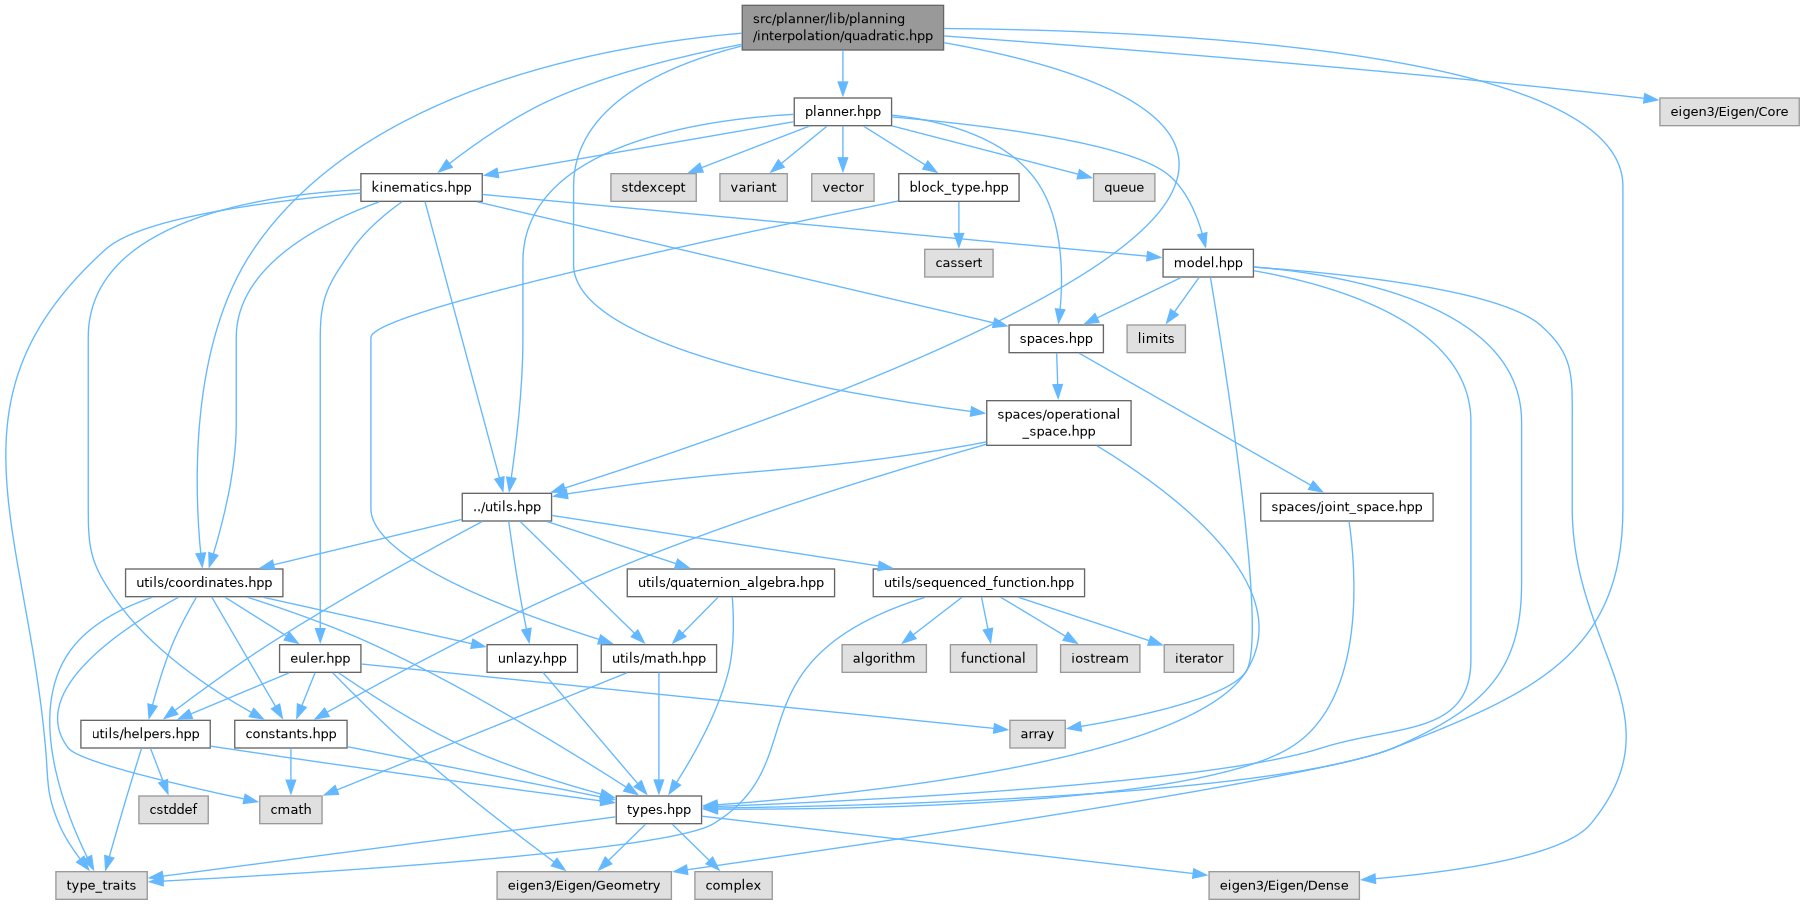 src/planner/lib/planning
/interpolation/quadratic.hpp
planner.hpp
eigen3/Eigen/Core
kinematics.hpp
stdexcept
variant
vector
block_type.hpp
queue
cassert
model.hpp
spaces.hpp
limits
spaces/operational
_space.hpp
../utils.hpp
spaces/joint_space.hpp
utils/coordinates.hpp
utils/quaternion_algebra.hpp
utils/sequenced_function.hpp
euler.hpp
unlazy.hpp
utils/math.hpp
algorithm
functional
iostream
iterator
utils/helpers.hpp
constants.hpp
array
cstddef
cmath
types.hpp
type_traits
eigen3/Eigen/Geometry
complex
eigen3/Eigen/Dense